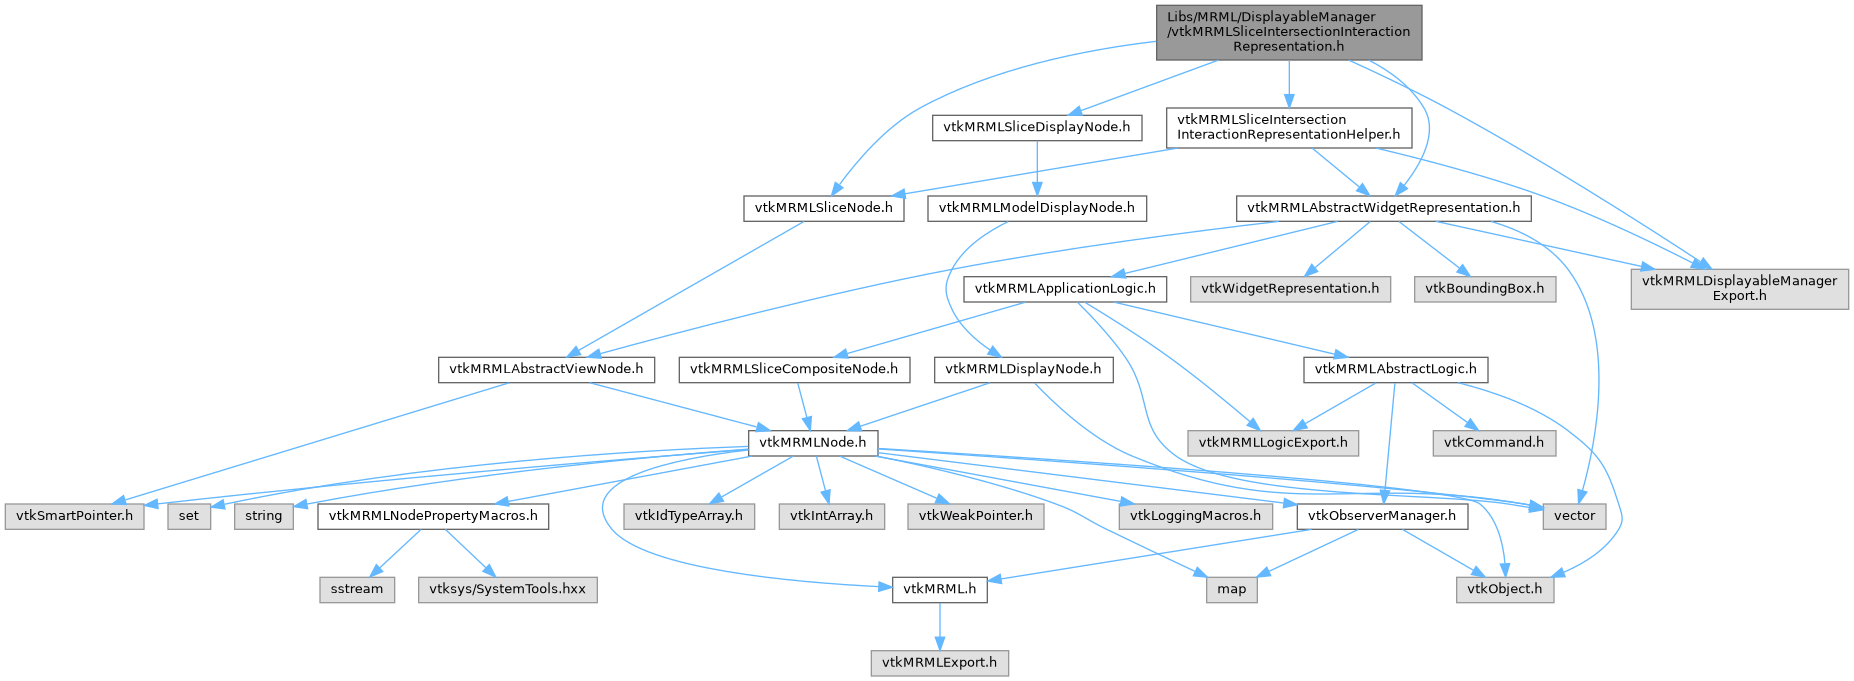 Libs/MRML/DisplayableManager
/vtkMRMLSliceIntersectionInteraction
Representation.h
vtkMRMLSliceDisplayNode.h
vtkMRMLSliceIntersection
InteractionRepresentationHelper.h
vtkMRMLSliceNode.h
vtkMRMLModelDisplayNode.h
vtkMRMLAbstractWidgetRepresentation.h
vtkMRMLApplicationLogic.h
vtkWidgetRepresentation.h
vtkBoundingBox.h
vtkMRMLDisplayableManager
Export.h
vtkMRMLAbstractViewNode.h
vtkMRMLSliceCompositeNode.h
vtkMRMLDisplayNode.h
vtkMRMLAbstractLogic.h
vtkMRMLNode.h
vtkMRMLLogicExport.h
vtkCommand.h
vtkSmartPointer.h
set
string
vtkMRMLNodePropertyMacros.h
vtkIdTypeArray.h
vtkIntArray.h
vtkWeakPointer.h
vtkLoggingMacros.h
vtkObserverManager.h
vector
sstream
vtksys/SystemTools.hxx
vtkMRML.h
map
vtkObject.h
vtkMRMLExport.h